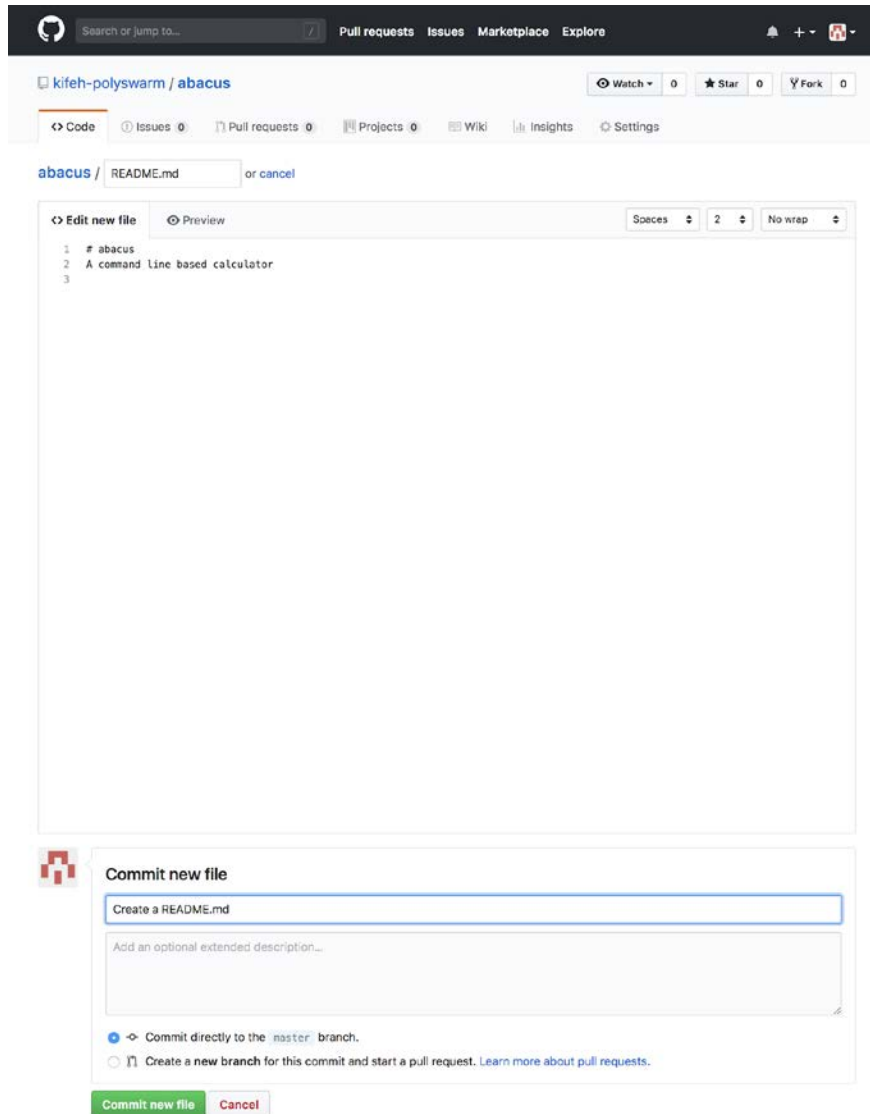 Search or jump to... /
Pull requests Issues Marketplace Explore
kifeh-polyswarm / abacus
Watch 0 Star 0 Fork 0
Code Issues 0 Pull requests 0 Projects 0 Wiki Insights Settings
abacus / README.md or cancel
Edit new file Preview Spaces 2 No wrap
1 # abacus
2 A command line based calculator
3
Commit new file
Create a README.md
Add an optional extended description...
Commit directly to the master branch.
Create a new branch for this commit and start a pull request. Learn more about pull requests.
Commit new file Cancel